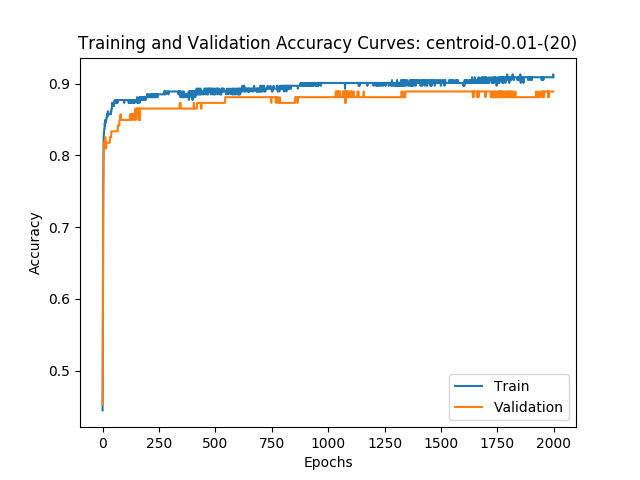 Training and Validation Accuracy Curves: centroid-0.01-(20)
0.9
0.8
0.7
0.6
0.5
Accuracy
0
250
500
750
1000
1250
1500
1750
2000
Epochs
Train
Validation